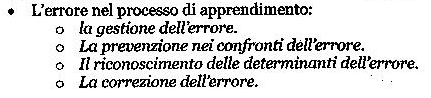 • L'errore nel processo di apprendimento:
o la gestione dell'errore.
o La prevenzione nei confronti dell'errore.
o Il riconoscimento delle determinanti dell'errore.
o La correzione dell'errore.